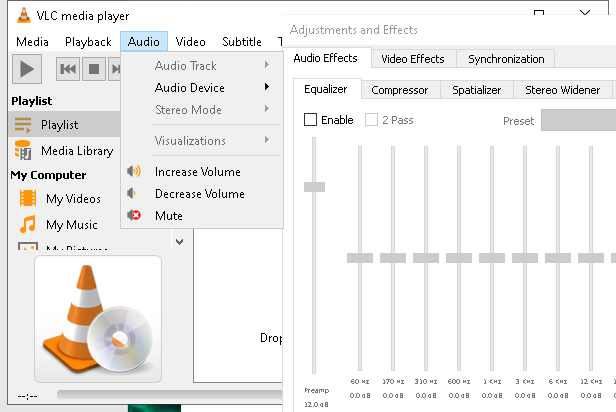 VLC media player
Media Playback Audio Video Subtitle
Audio Track
Audio Device
Stereo Mode
Visualizations
Increase Volume
Decrease Volume
Mute
Playlist
Playlist
Media Library
My Computer
My Videos
My Music
My Pictures
Drop
--:--
Adjustments and Effects
Audio Effects Video Effects Synchronization
Equalizer Compressor Spatializer Stereo Widener
Enable 2 Pass Preset
60 Hz 170 Hz 310 Hz 600 Hz 1 KHz 3 KHz 6 KHz 12 KHz
Preamp 0.0 dB 0.0 dB 0.0 dB 0.0 dB 0.0 dB 0.0 dB 0.0 dB 0.0 dB
12.0 dB